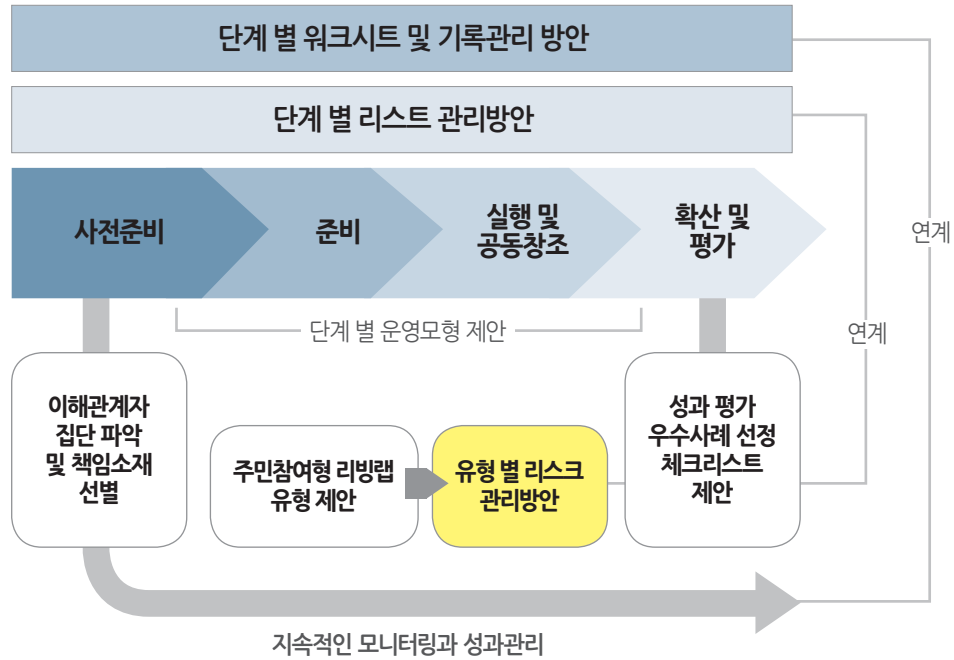 단계 별 워크시트 및 기록관리 방안
단계 별 리스트 관리방안
사전준비
준비
실행 및
공동창조
확산 및
평가
연계
연계
단계 별 운영모형 제안
이해관계자
집단 파악
및 책임소재
선별
주민참여형 리빙랩
유형 제안
유형 별 리스크
관리방안
성과 평가
우수사례 선정
체크리스트
제안
지속적인 모니터링과 성과관리